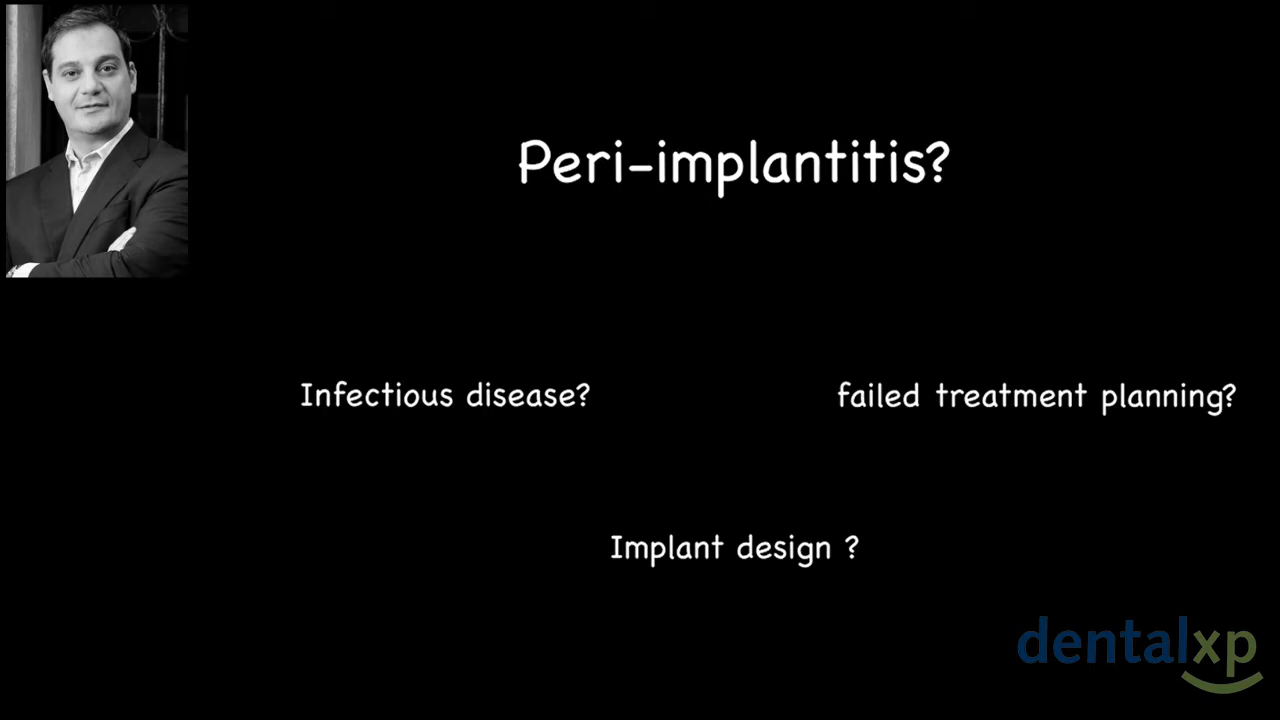 Peri-implantitis?
Infectious disease?
failed treatment planning?
Implant design ?
dentalxp